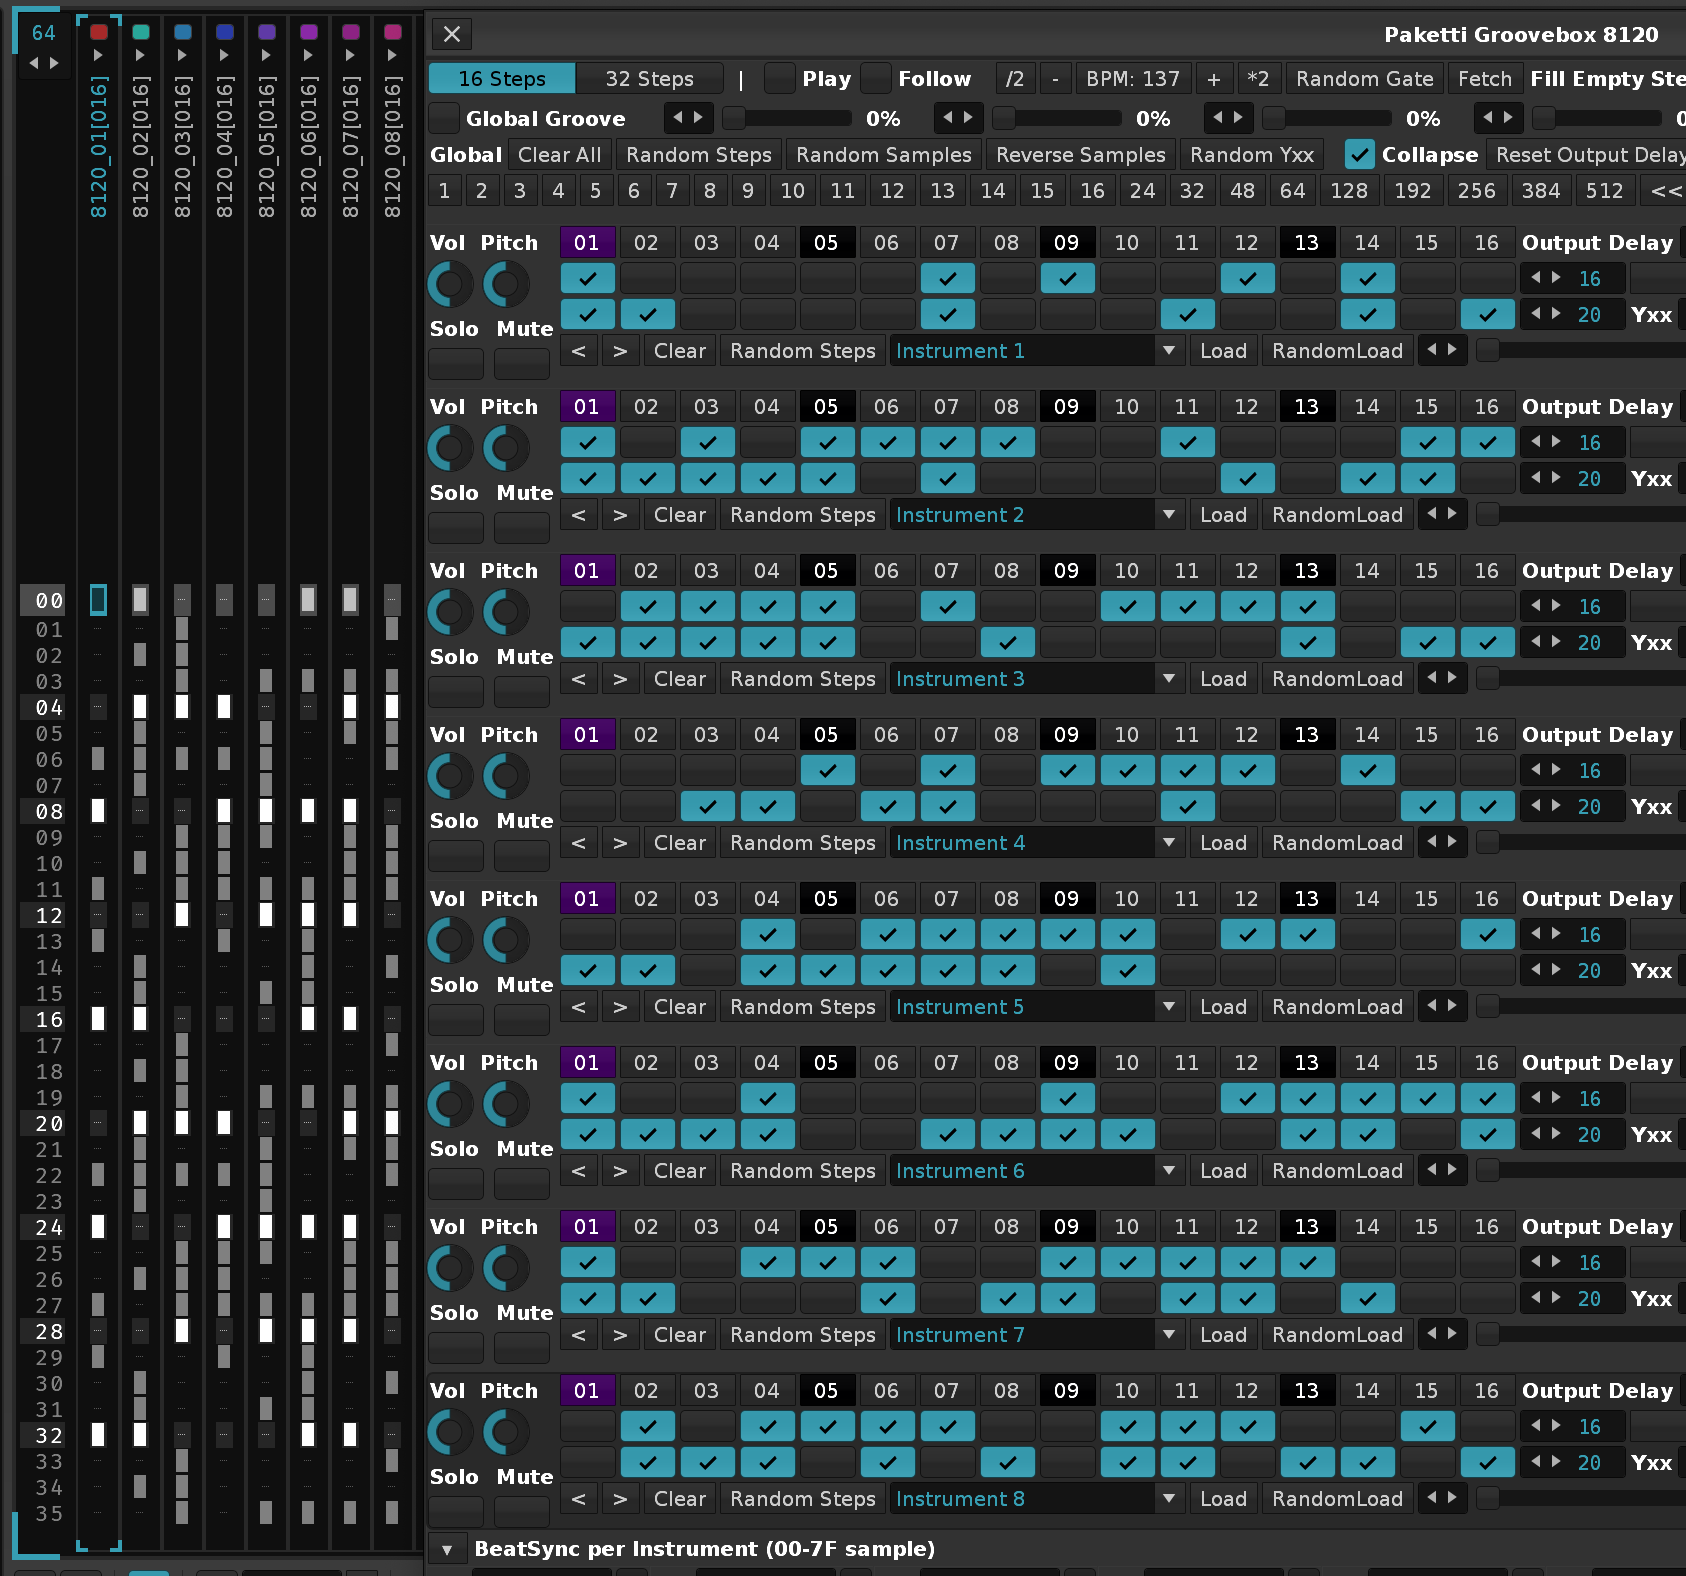 64
8120_01[016] 8120_02[016] 8120_03[016] 8120_04[016] 8120_05[016] 8120_06[016] 8120_07[016] 8120_08[016]
00
01
02
03
04
05
06
07
08
09
10
11
12
13
14
15
16
17
18
19
20
21
22
23
24
25
26
27
28
29
30
31
32
33
34
35
Paketti Groovebox 8120
16 Steps 32 Steps | Play Follow /2 - BPM: 137 + *2 Random Gate Fetch Fill Empty Ste
Global Groove 0% 0% 0% 0
Global Clear All Random Steps Random Samples Reverse Samples Random Yxx Collapse Reset Output Delay
1 2 3 4 5 6 7 8 9 10 11 12 13 14 15 16 24 32 48 64 128 192 256 384 512 <<
Vol Pitch 01 02 03 04 05 06 07 08 09 10 11 12 13 14 15 16 Output Delay
16
Solo Mute 20 Yxx
< > Clear Random Steps Instrument 1 Load RandomLoad
Vol Pitch 01 02 03 04 05 06 07 08 09 10 11 12 13 14 15 16 Output Delay
16
Solo Mute 20 Yxx
< > Clear Random Steps Instrument 2 Load RandomLoad
Vol Pitch 01 02 03 04 05 06 07 08 09 10 11 12 13 14 15 16 Output Delay
16
Solo Mute 20 Yxx
< > Clear Random Steps Instrument 3 Load RandomLoad
Vol Pitch 01 02 03 04 05 06 07 08 09 10 11 12 13 14 15 16 Output Delay
16
Solo Mute 20 Yxx
< > Clear Random Steps Instrument 4 Load RandomLoad
Vol Pitch 01 02 03 04 05 06 07 08 09 10 11 12 13 14 15 16 Output Delay
16
Solo Mute 20 Yxx
< > Clear Random Steps Instrument 5 Load RandomLoad
Vol Pitch 01 02 03 04 05 06 07 08 09 10 11 12 13 14 15 16 Output Delay
16
Solo Mute 20 Yxx
< > Clear Random Steps Instrument 6 Load RandomLoad
Vol Pitch 01 02 03 04 05 06 07 08 09 10 11 12 13 14 15 16 Output Delay
16
Solo Mute 20 Yxx
< > Clear Random Steps Instrument 7 Load RandomLoad
Vol Pitch 01 02 03 04 05 06 07 08 09 10 11 12 13 14 15 16 Output Delay
16
Solo Mute 20 Yxx
< > Clear Random Steps Instrument 8 Load RandomLoad
BeatSync per Instrument (00-7F sample)